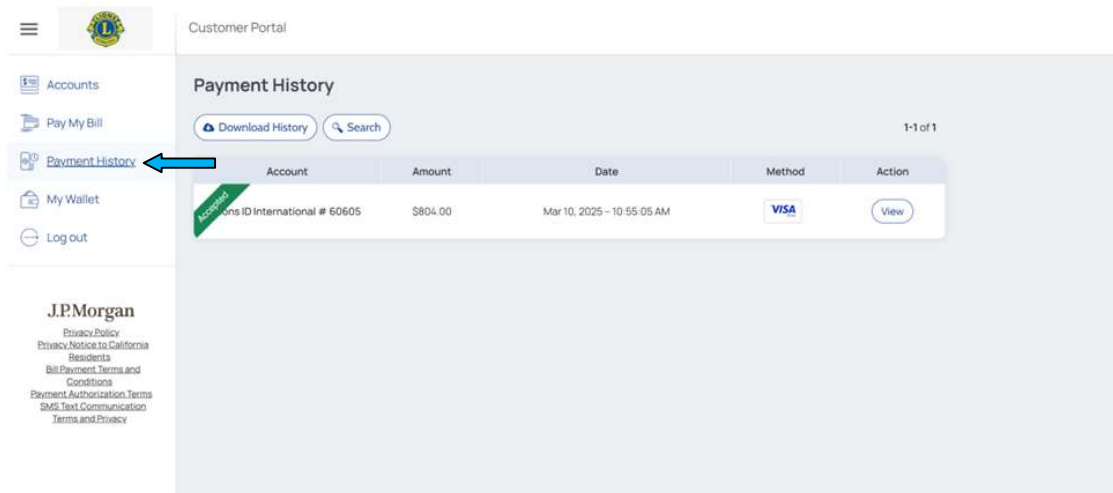 Customer Portal
Accounts
Pay My Bill
Payment History
My Wallet
Log out
J.P.Morgan
Privacy Policy
Privacy Notice to California
Residents
Bill Payment Terms and
Conditions
Payment Authorization Terms
SMS Text Communication
Terms and Privacy
Payment History
Download History
Search
1-1 of 1
Account Amount Date Method Action
Accepted
ons ID International # 60605 $804.00 Mar 10, 2025 - 10:55:05 AM VISA View